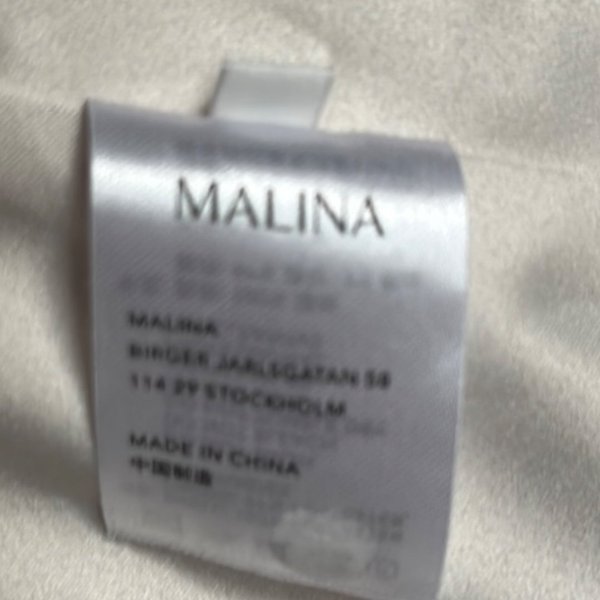 MALINA
MALINA
BIRGER JARLSGATAN 58
114 29 STOCKHOLM
MADE IN CHINA
中国制造